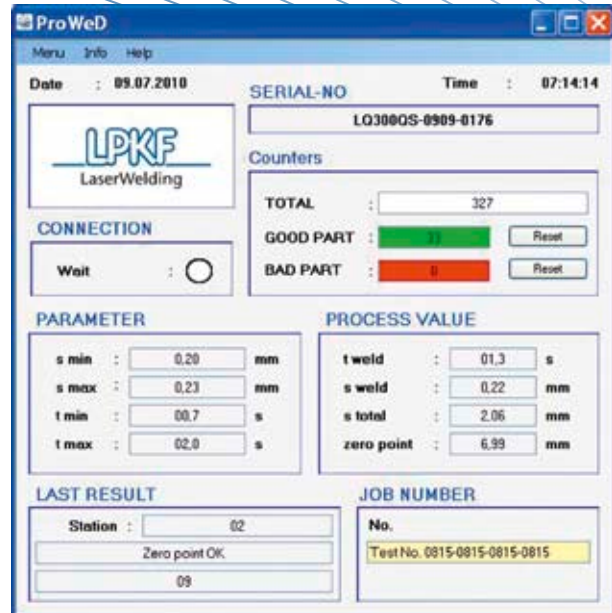 ProWeD
Menu Info Help
Date : 09.07.2010
Time : 07:14:14
LPKF
LaserWelding
SERIAL-NO
LQ300QS-0909-0176
Counters
TOTAL : 327
GOOD PART : Reset
BAD PART : 0 Reset
CONNECTION
Wait :
PARAMETER
s min : 0,20 mm
s max : 0,23 mm
t min : 00,7 s
t max : 02,0 s
PROCESS VALUE
t weld : 01,3 s
s weld : 0,22 mm
s total : 2,06 mm
zero point : 6,99 mm
LAST RESULT
Station : 02
Zero point OK
09
JOB NUMBER
No.
Test No. 0815-0815-0815-0815